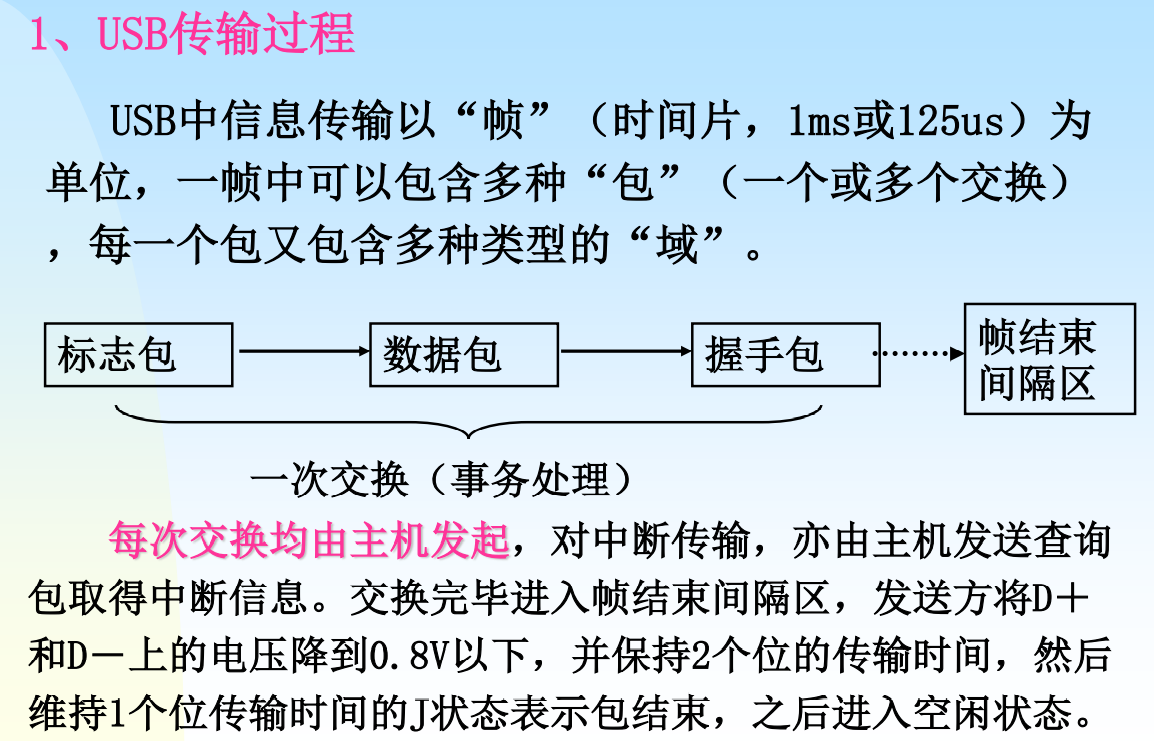 1、USB传输过程
USB中信息传输以“帧”（时间片，1ms或125us）为
单位，一帧中可以包含多种“包”（一个或多个交换）
，每一个包又包含多种类型的“域”。
标志包
数据包
握手包
帧结束
间隔区
一次交换（事务处理）
每次交换均由主机发起，对中断传输，亦由主机发送查询
包取得中断信息。交换完毕进入帧结束间隔区，发送方将D＋
和D－上的电压降到0.8V以下，并保持2个位的传输时间，然后
维持1个位传输时间的J状态表示包结束，之后进入空闲状态。